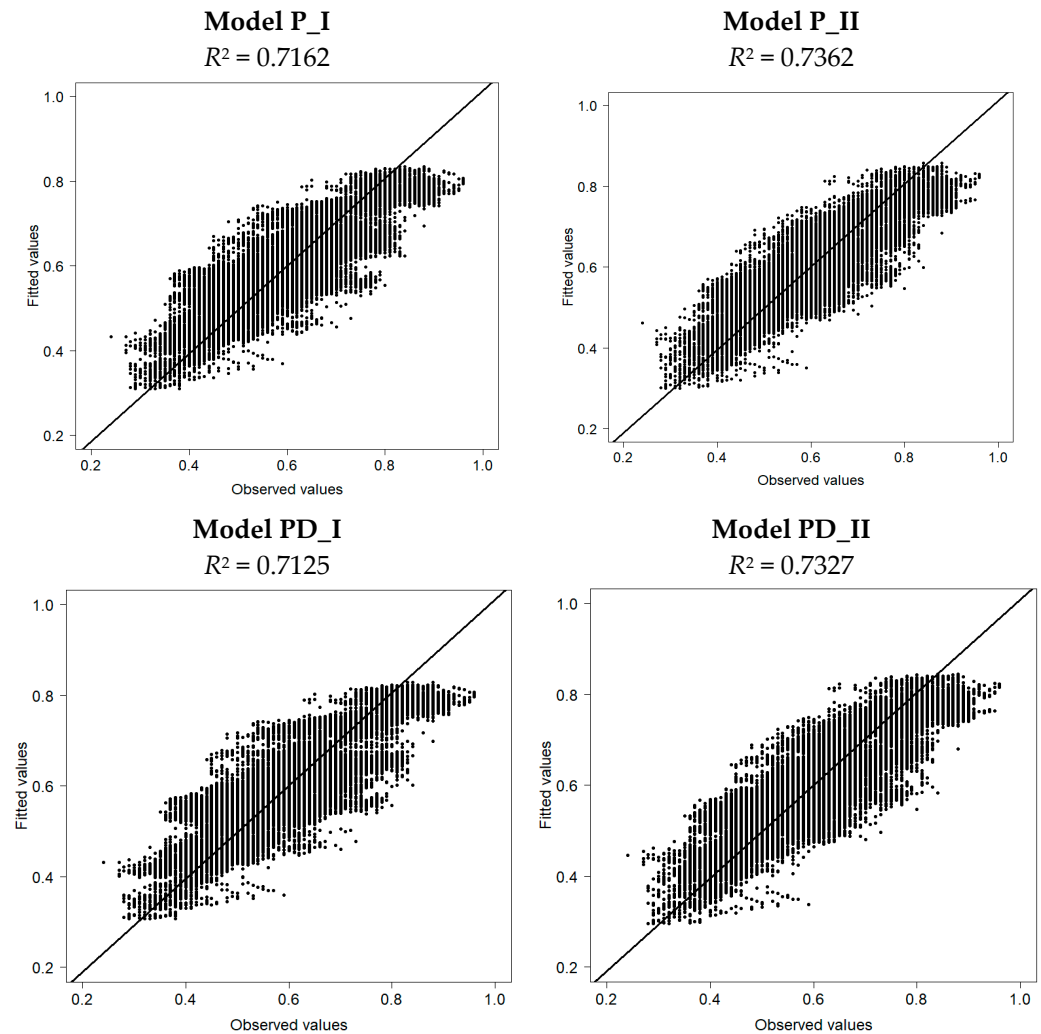 Model P_I
R² = 0.7162
1.0
0.8
0.6
0.4
0.2
Fitted values
0.2 0.4 0.6 0.8 1.0
Observed values
Model P_II
R² = 0.7362
1.0
0.8
0.6
0.4
0.2
Fitted values
0.2 0.4 0.6 0.8 1.0
Observed values
Model PD_I
R² = 0.7125
1.0
0.8
0.6
0.4
0.2
Fitted values
0.2 0.4 0.6 0.8 1.0
Observed values
Model PD_II
R² = 0.7327
1.0
0.8
0.6
0.4
0.2
Fitted values
0.2 0.4 0.6 0.8 1.0
Observed values